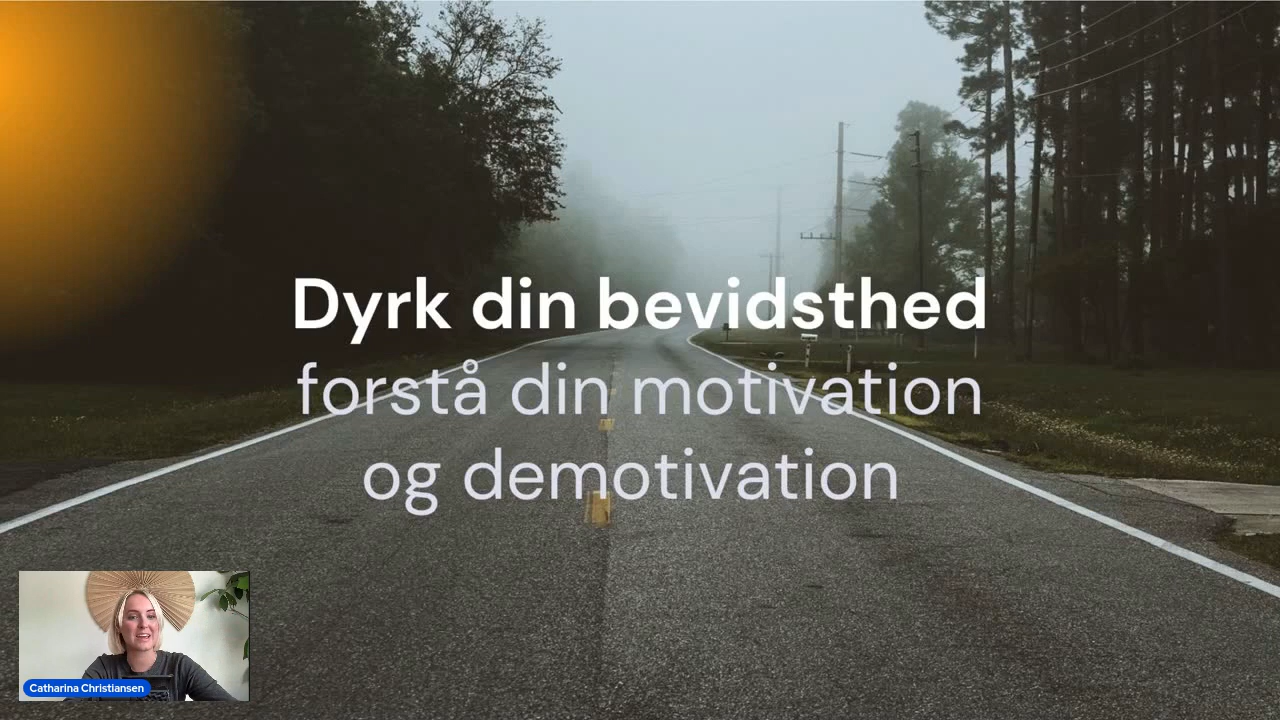 Dyrk din bevidsthed
forstå din motivation
og demotivation
Catharina Christiansen